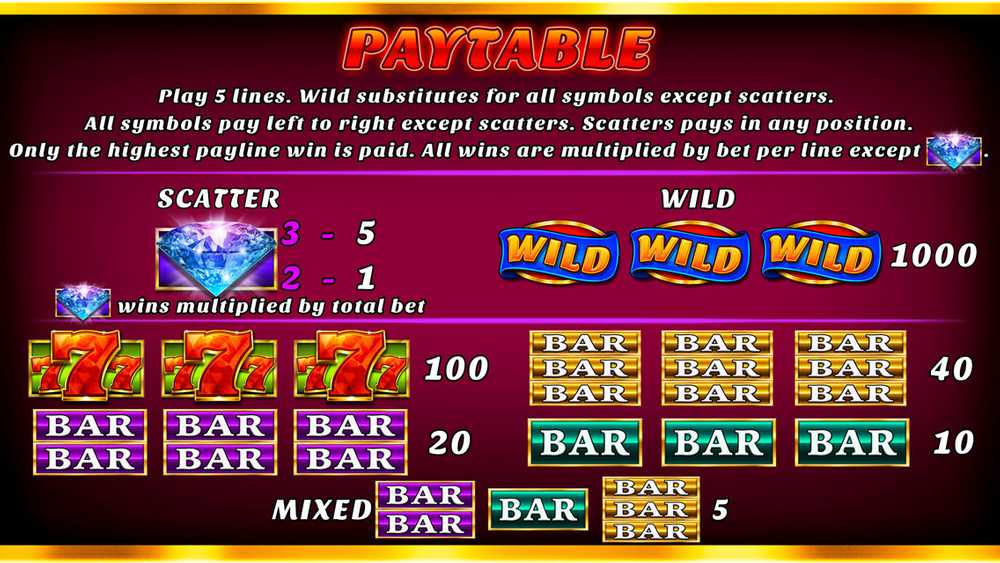 PAYTABLE
Play 5 lines. Wild substitutes for all symbols except scatters.
All symbols pay left to right except scatters. Scatters pays in any position.
Only the highest payline win is paid. All wins are multiplied by bet per line except .
SCATTER
3 - 5
2 - 1
wins multiplied by total bet
WILD
WILD WILD WILD 1000
777 777 777 100
BAR BAR BAR
BAR BAR BAR 40
BAR BAR BAR
BAR BAR BAR
BAR BAR BAR 20
BAR BAR BAR 10
MIXED BAR BAR BAR 5
BAR BAR
BAR